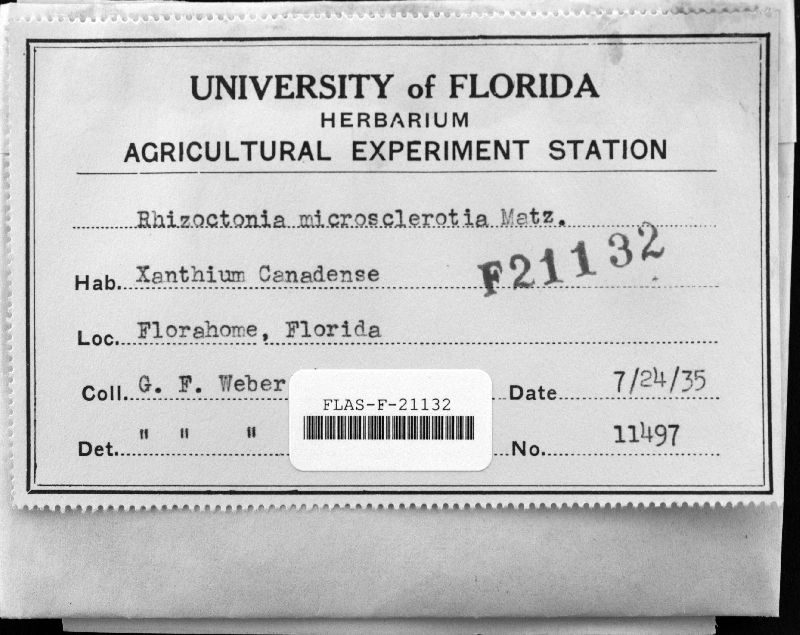 UNIVERSITY of FLORIDA
HERBARIUM
AGRICULTURAL EXPERIMENT STATION
Rhizoctonia microsclerotia Matz.
Hab. Xanthium Canadense
F21132
Loc. Florahome, Florida
Coll. G. F. Weber Date 7/24/35
FLAS-F-21132
Det. " " " No. 11497